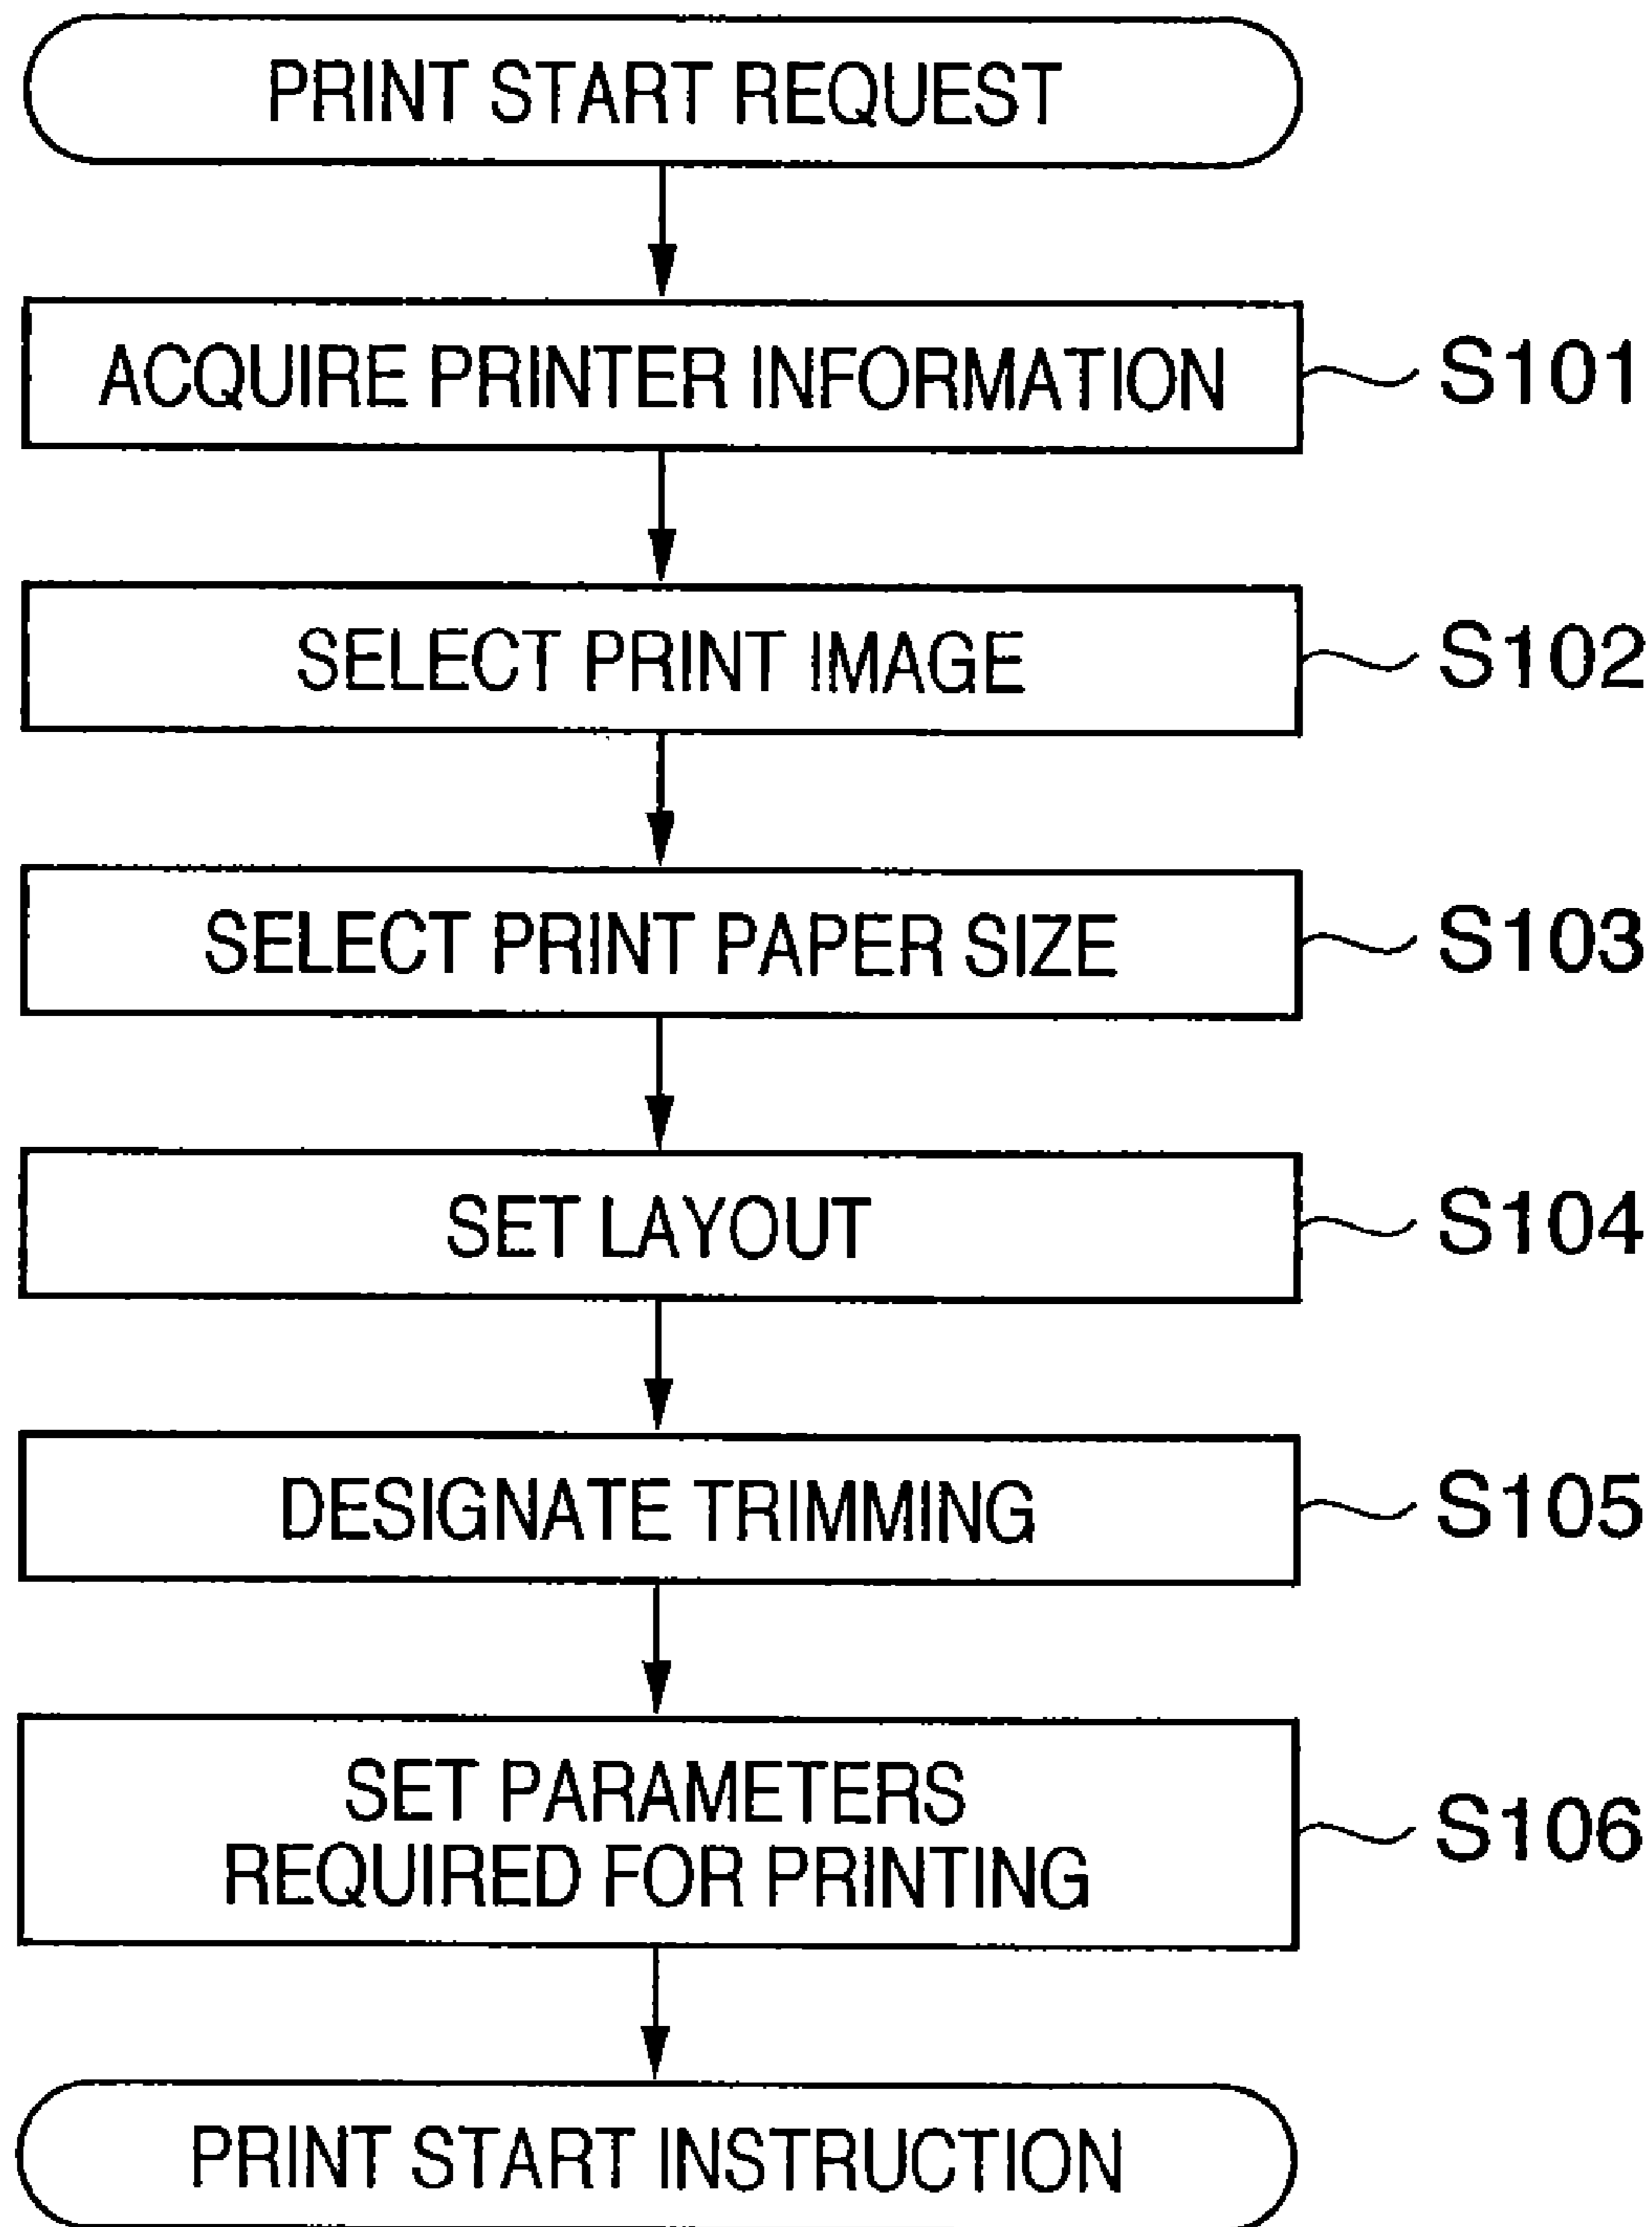 PRINT START REQUEST
ACQUIRE PRINTER INFORMATION
S101
SELECT PRINT IMAGE
S102
SELECT PRINT PAPER SIZE
S103
SET LAYOUT
S104
DESIGNATE TRIMMING
S105
SET PARAMETERS
REQUIRED FOR PRINTING
S106
PRINT START INSTRUCTION